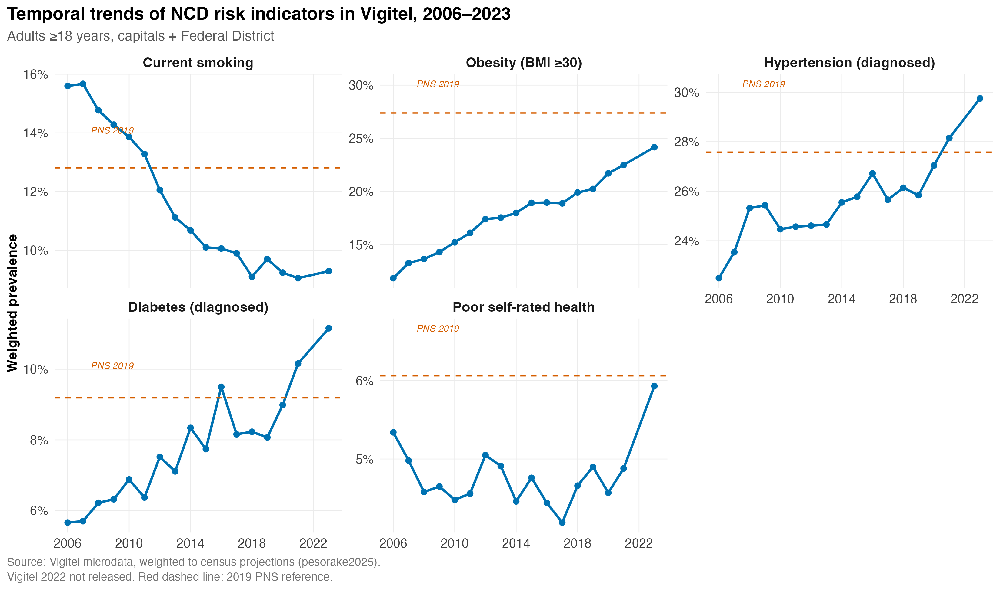 Temporal trends of NCD risk indicators in Vigitel, 2006–2023
Adults ≥18 years, capitals + Federal District
Weighted prevalence
Current smoking
16%
14%
12%
10%
PNS 2019
Obesity (BMI ≥30)
30%
25%
20%
15%
PNS 2019
Hypertension (diagnosed)
30%
28%
26%
24%
PNS 2019
2006 2010 2014 2018 2022
Diabetes (diagnosed)
10%
8%
6%
PNS 2019
2006 2010 2014 2018 2022
Poor self-rated health
6%
5%
PNS 2019
2006 2010 2014 2018 2022
Source: Vigitel microdata, weighted to census projections (pesorake2025).
Vigitel 2022 not released. Red dashed line: 2019 PNS reference.